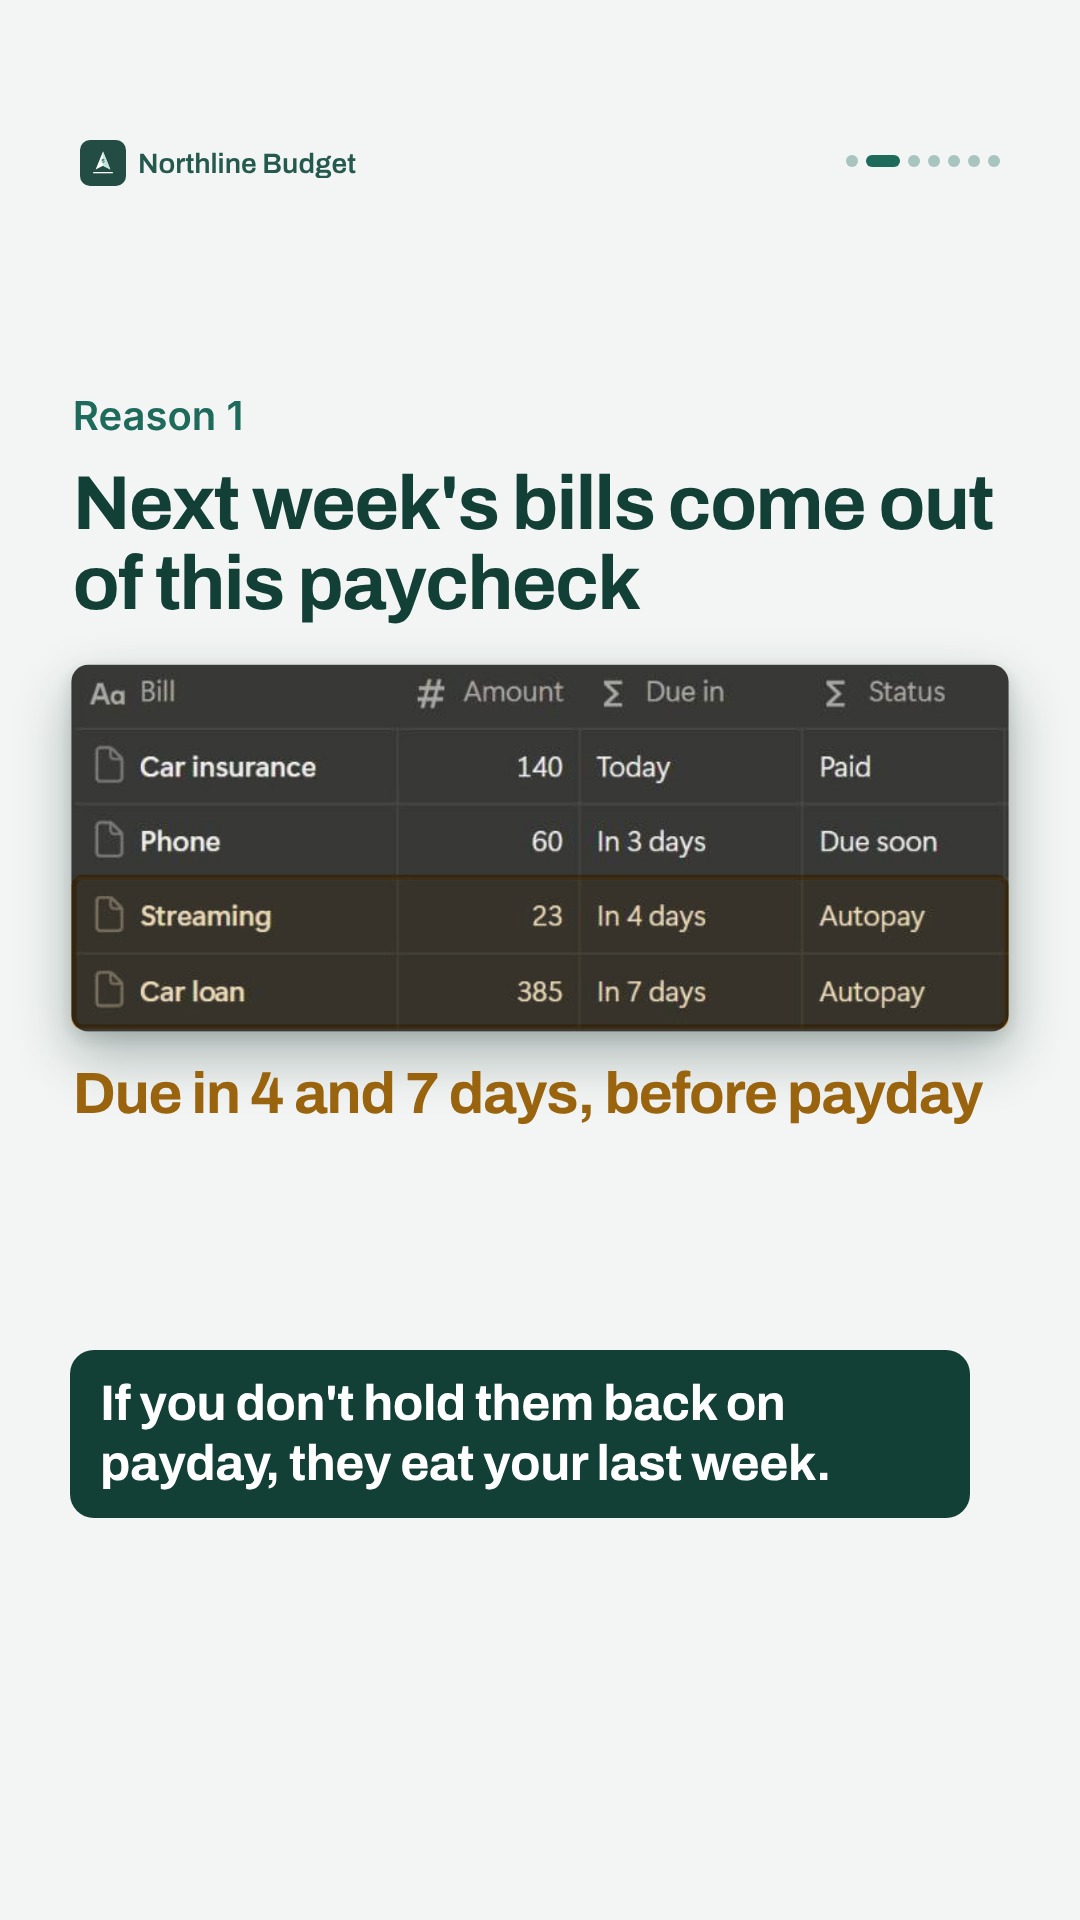 Northline Budget
Reason 1
Next week's bills come out
of this paycheck
Aa Bill # Amount Σ Due in Σ Status
Car insurance 140 Today Paid
Phone 60 In 3 days Due soon
Streaming 23 In 4 days Autopay
Car loan 385 In 7 days Autopay
Due in 4 and 7 days, before payday
If you don't hold them back on
payday, they eat your last week.